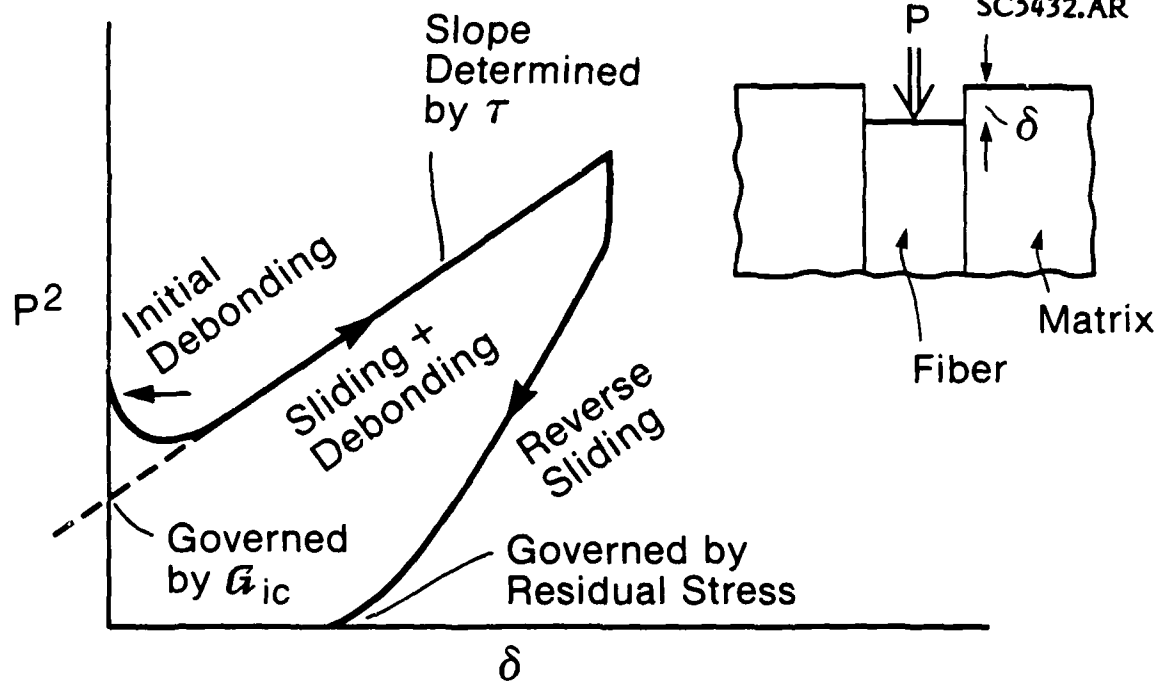 SC5432.AR
P
Slope
Determined
by τ
δ
Initial
Debonding
P²
Sliding +
Debonding
Reverse
Sliding
Matrix
Fiber
Governed
by Gic
Governed by
Residual Stress
δ